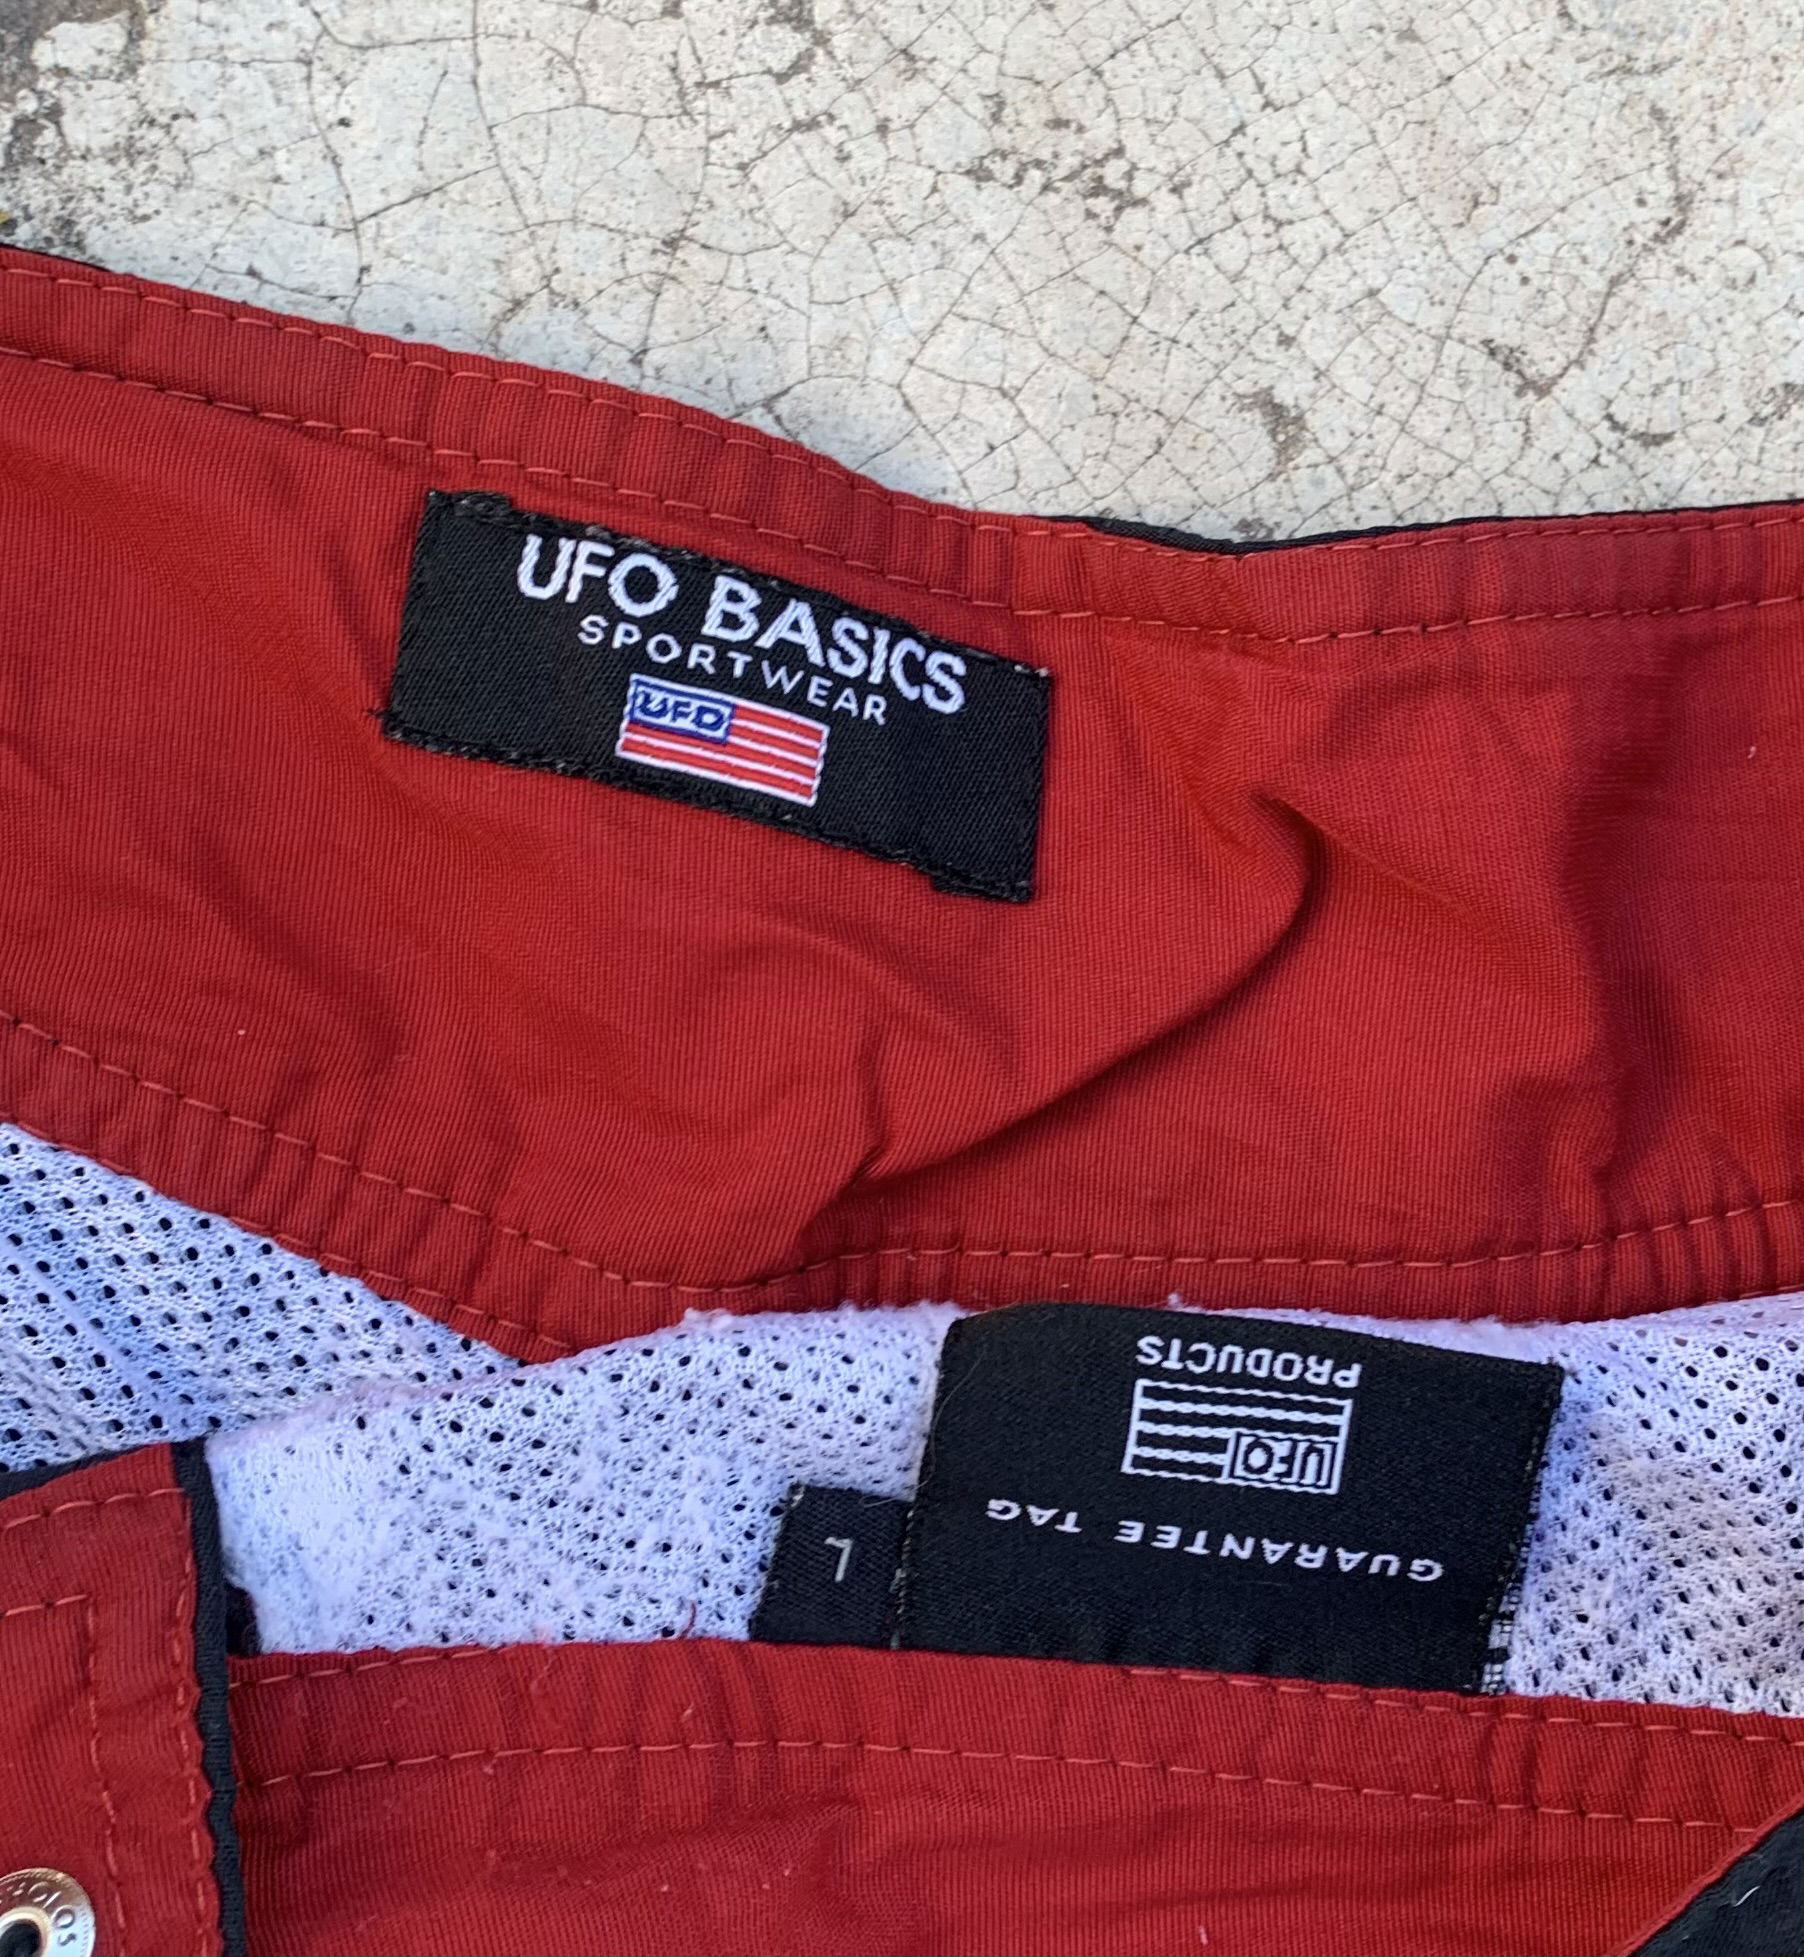 UFO BASICS
SPORTWEAR
UFO
GUARANTEE TAG
UFO
PRODUCTS
L